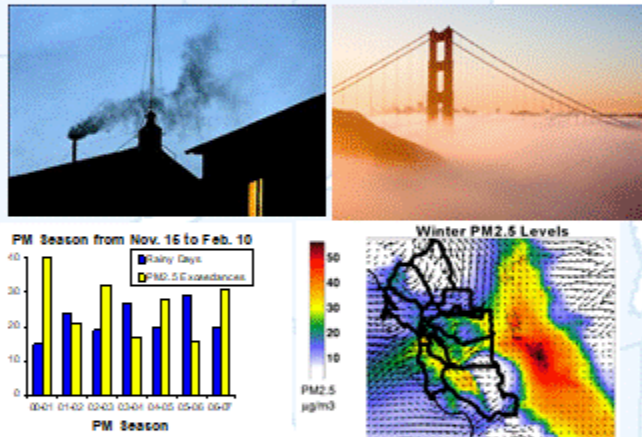 PM Season from Nov. 15 to Feb. 10
Rainy Days
PM2.5 Exceedances
40
30
20
10
0
00-01 01-02 02-03 03-04 04-05 05-06 06-07
PM Season
Winter PM2.5 Levels
50
40
30
20
10
PM2.5
µg/m3